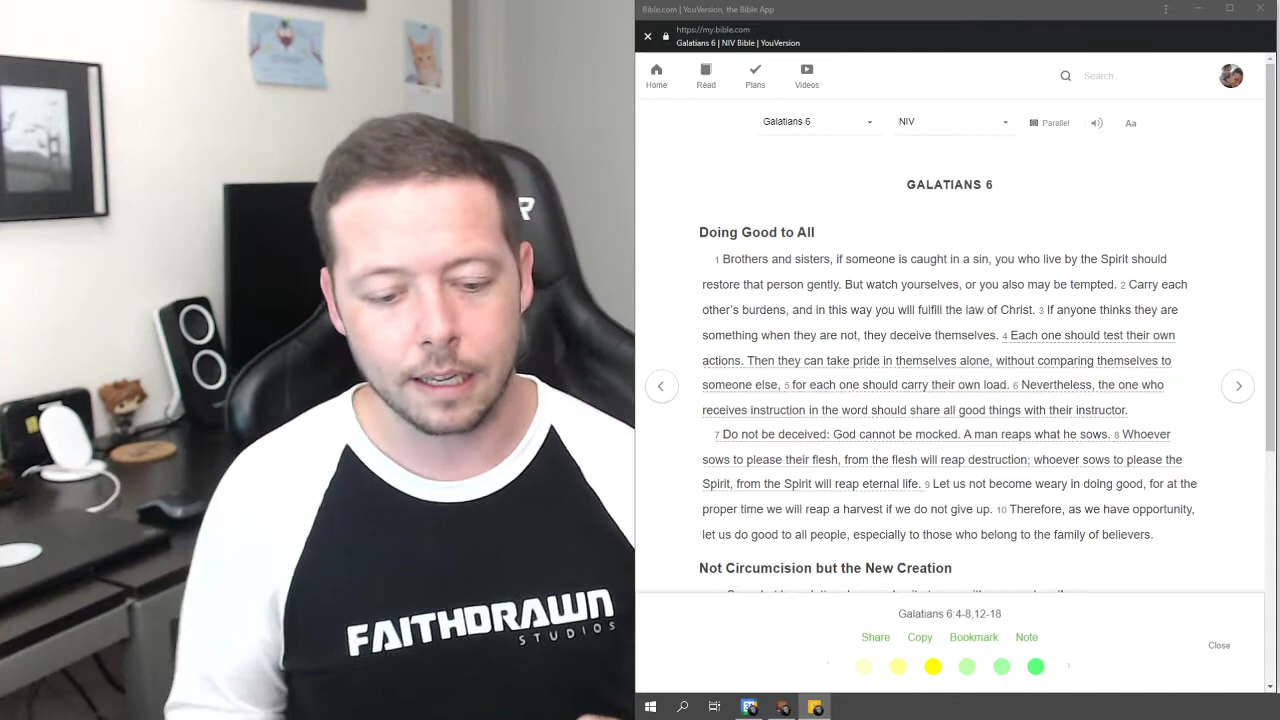 Bible.com | YouVersion, the Bible App
https://my.bible.com
Galatians 6 | NIV Bible | YouVersion
Home
Read
Plans
Videos
Search...
Galatians 6
NIV
Parallel
Aa
GALATIANS 6
Doing Good to All
1 Brothers and sisters, if someone is caught in a sin, you who live by the Spirit should
restore that person gently. But watch yourselves, or you also may be tempted. 2 Carry each
other's burdens, and in this way you will fulfill the law of Christ. 3 If anyone thinks they are
something when they are not, they deceive themselves. 4 Each one should test their own
actions. Then they can take pride in themselves alone, without comparing themselves to
someone else, 5 for each one should carry their own load. 6 Nevertheless, the one who
receives instruction in the word should share all good things with their instructor.
7 Do not be deceived: God cannot be mocked. A man reaps what he sows. 8 Whoever
sows to please their flesh, from the flesh will reap destruction; whoever sows to please the
Spirit, from the Spirit will reap eternal life. 9 Let us not become weary in doing good, for at the
proper time we will reap a harvest if we do not give up. 10 Therefore, as we have opportunity,
let us do good to all people, especially to those who belong to the family of believers.
Not Circumcision but the New Creation
Galatians 6:4-8,12-18
Share
Copy
Bookmark
Note
Close
FAITHDRAWN
STUDIOS
R